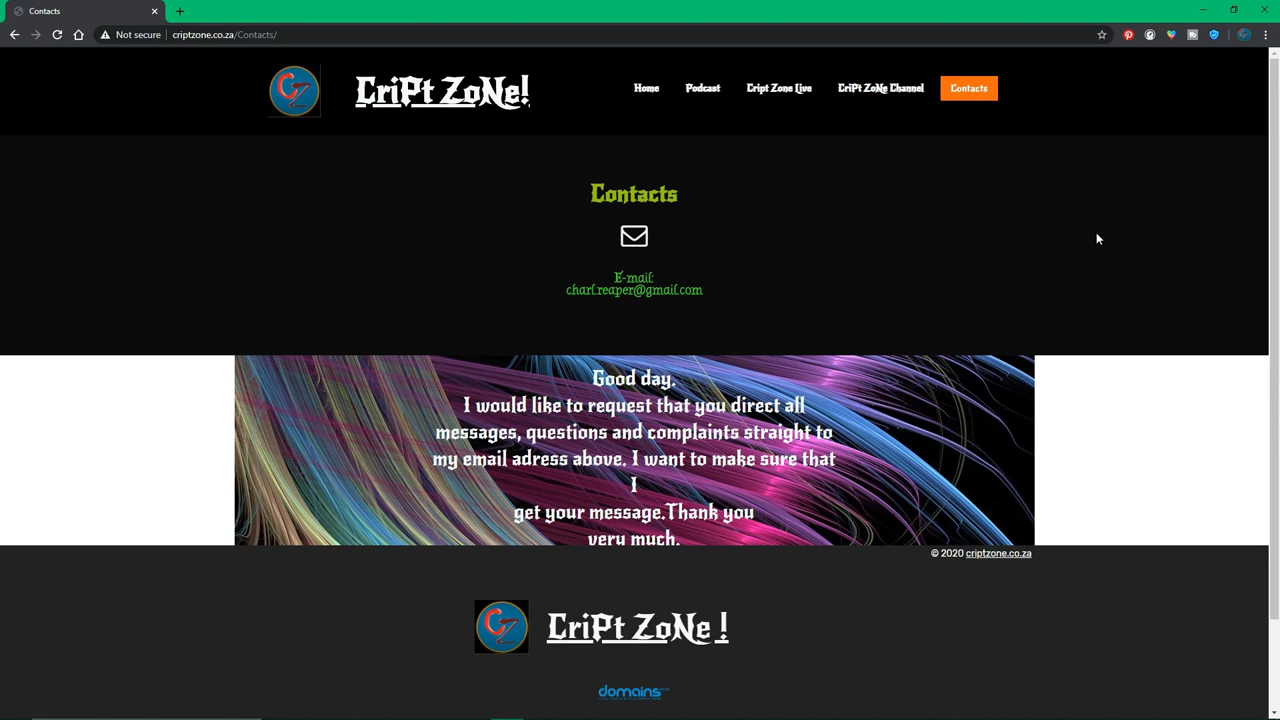 Contacts
Not secure | criptzone.co.za/Contacts/
CZ
CriPt ZoNe!
Home
Podcast
Cript Zone Live
CriPt ZoNe Channel
Contacts
Contacts
E-mail:
charl.reaper@gmail.com
Good day.
I would like to request that you direct all
messages, questions and complaints straight to
my email adress above. I want to make sure that
I
get your message.Thank you
very much.
© 2020 criptzone.co.za
CZ
CriPt ZoNe !
domains